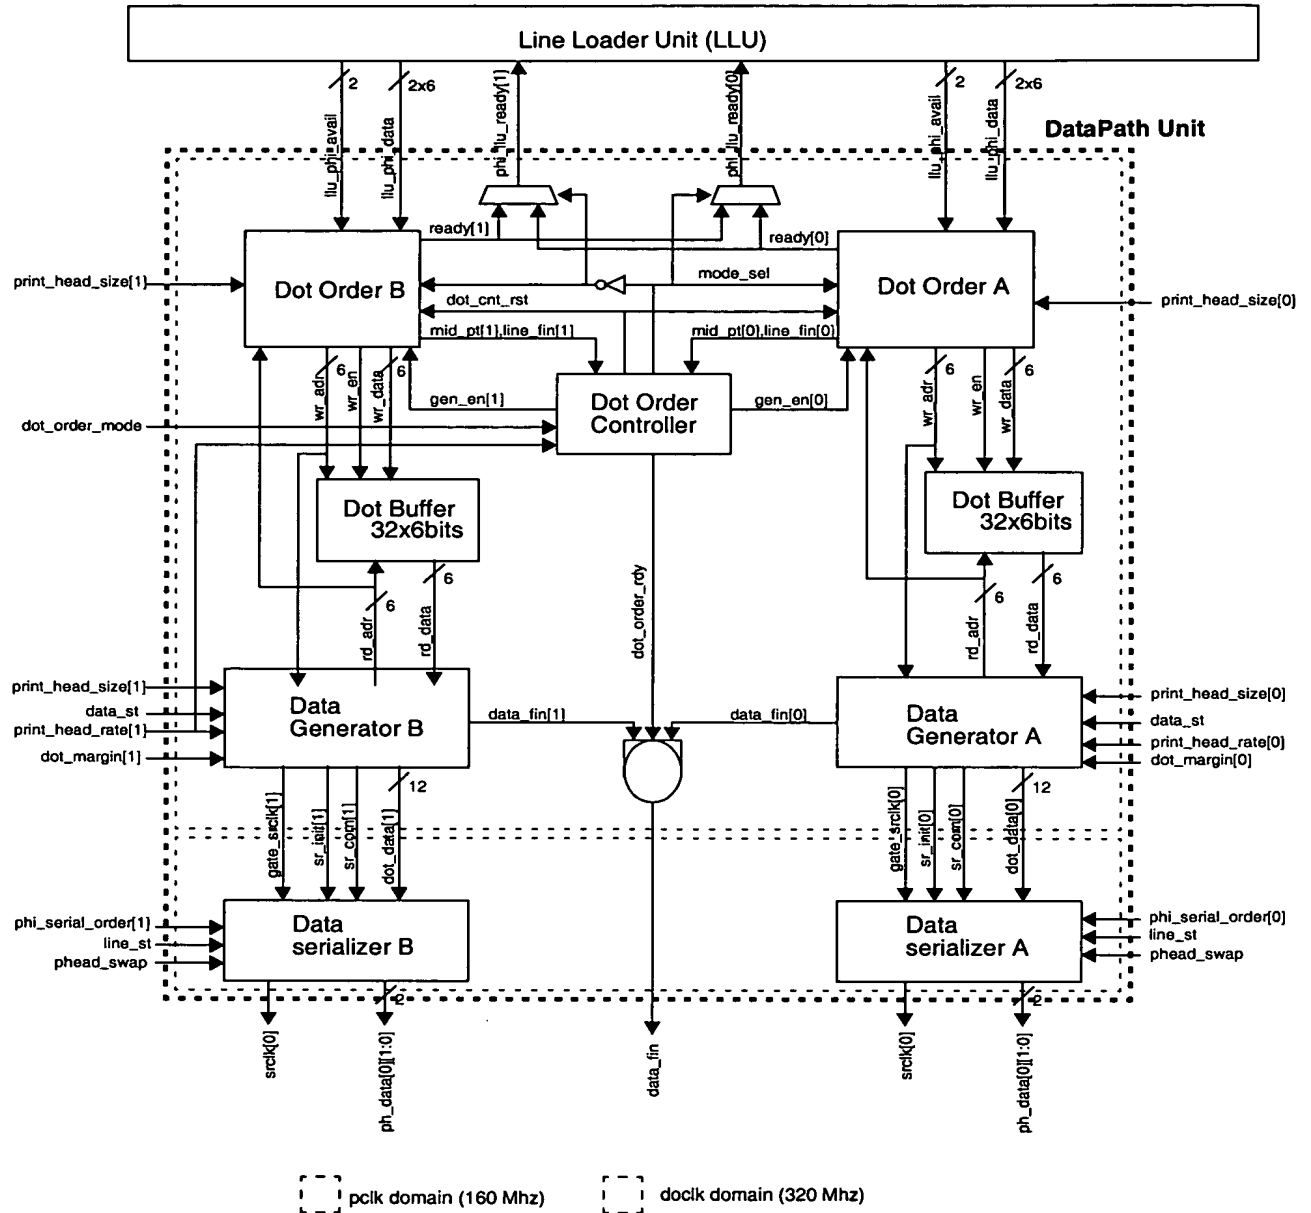 Line Loader Unit (LLU)
2
2x6
2
2x6
llu_phi_avail
llu_phi_data
phi_llu_ready[1]
phi_llu_ready[0]
llu_phi_avail
llu_phi_data
DataPath Unit
ready[1]
ready[0]
print_head_size[1]
Dot Order B
mode_sel
Dot Order A
print_head_size[0]
dot_cnt_rst
mid_pt[1],line_fin[1]
mid_pt[0],line_fin[0]
6
6
6
6
wr_adr
wr_en
wr_data
gen_en[1]
Dot Order
Controller
gen_en[0]
wr_adr
wr_en
wr_data
dot_order_mode
Dot Buffer
32x6bits
Dot Buffer
32x6bits
6
6
6
6
rd_adr
rd_data
dot_order_rdy
rd_adr
rd_data
print_head_size[1]
data_st
print_head_rate[1]
dot_margin[1]
Data
Generator B
data_fin[1]
data_fin[0]
Data
Generator A
print_head_size[0]
data_st
print_head_rate[0]
dot_margin[0]
12
12
gate_srclk[1]
sr_init[1]
sr_com[1]
dot_data[1]
gate_srclk[0]
sr_init[0]
sr_com[0]
dot_data[0]
phi_serial_order[1]
line_st
phead_swap
Data
serializer B
Data
serializer A
phi_serial_order[0]
line_st
phead_swap
2
2
srclk[0]
ph_data[0][1:0]
data_fin
srclk[0]
ph_data[0][1:0]
pclk domain (160 Mhz)
doclk domain (320 Mhz)